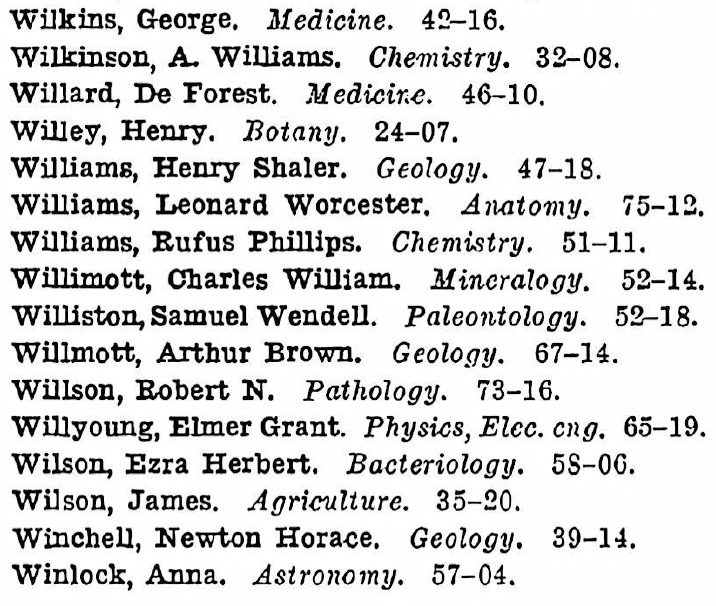 Wilkins, George. Medicine. 42–16.
Wilkinson, A. Williams. Chemistry. 32–08.
Willard, De Forest. Medicine. 46–10.
Willey, Henry. Botany. 24–07.
Williams, Henry Shaler. Geology. 47–18.
Williams, Leonard Worcester. Anatomy. 75–12.
Williams, Rufus Phillips. Chemistry. 51–11.
Willimott, Charles William. Mineralogy. 52–14.
Williston, Samuel Wendell. Paleontology. 52–18.
Willmott, Arthur Brown. Geology. 67–14.
Willson, Robert N. Pathology. 73–16.
Willyoung, Elmer Grant. Physics, Elec. eng. 65–19.
Wilson, Ezra Herbert. Bacteriology. 58–06.
Wilson, James. Agriculture. 35–20.
Winchell, Newton Horace. Geology. 39–14.
Winlock, Anna. Astronomy. 57–04.